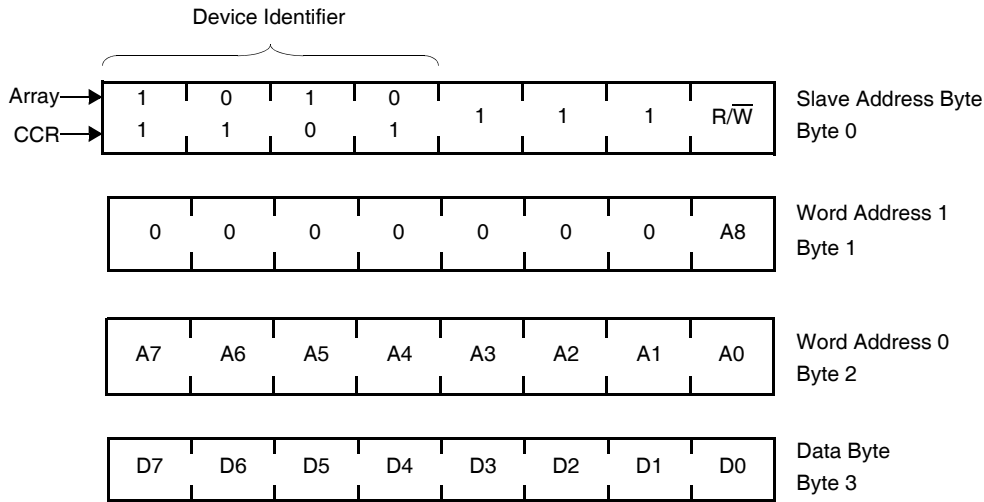 Device Identifier
Array 1 0 1 0 1 1 1 R/W̅ Slave Address Byte
CCR 1 1 0 1 Byte 0
0 0 0 0 0 0 0 A8 Word Address 1
Byte 1
A7 A6 A5 A4 A3 A2 A1 A0 Word Address 0
Byte 2
D7 D6 D5 D4 D3 D2 D1 D0 Data Byte
Byte 3